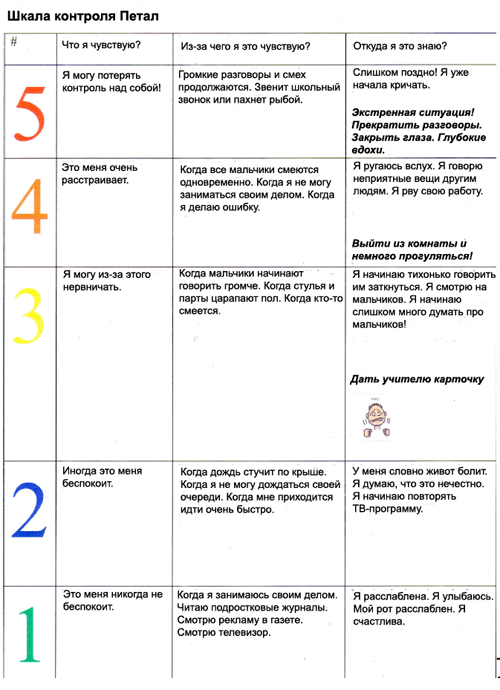 Шкала контроля Петал
#
Что я чувствую?
Из-за чего я это чувствую?
Откуда я это знаю?
5
Я могу потерять
контроль над собой!
Громкие разговоры и смех
продолжаются. Звенит школьный
звонок или пахнет рыбой.
Слишком поздно! Я уже
начала кричать.
Экстренная ситуация!
Прекратить разговоры.
Закрыть глаза. Глубокие
вдохи.
4
Это меня очень
расстраивает.
Когда все мальчики смеются
одновременно. Когда я не могу
заниматься своим делом. Когда
я делаю ошибку.
Я ругаюсь вслух. Я говорю
неприятные вещи другим
людям. Я рву свою работу.
Выйти из комнаты и
немного прогуляться!
3
Я могу из-за этого
нервничать.
Когда мальчики начинают
говорить громче. Когда стулья и
парты царапают пол. Когда кто-то
смеется.
Я начинаю тихонько говорить
им заткнуться. Я смотрю на
мальчиков. Я начинаю
слишком много думать про
мальчиков!
Дать учителю карточку
2
Иногда это меня
беспокоит.
Когда дождь стучит по крыше.
Когда я не могу дождаться своей
очереди. Когда мне приходится
идти очень быстро.
У меня словно живот болит.
Я думаю, что это нечестно.
Я начинаю повторять
ТВ-программу.
1
Это меня никогда не
беспокоит.
Когда я занимаюсь своим делом.
Читаю подростковые журналы.
Смотрю рекламу в газете.
Смотрю телевизор.
Я расслаблена. Я улыбаюсь.
Мой рот расслаблен. Я
счастлива.